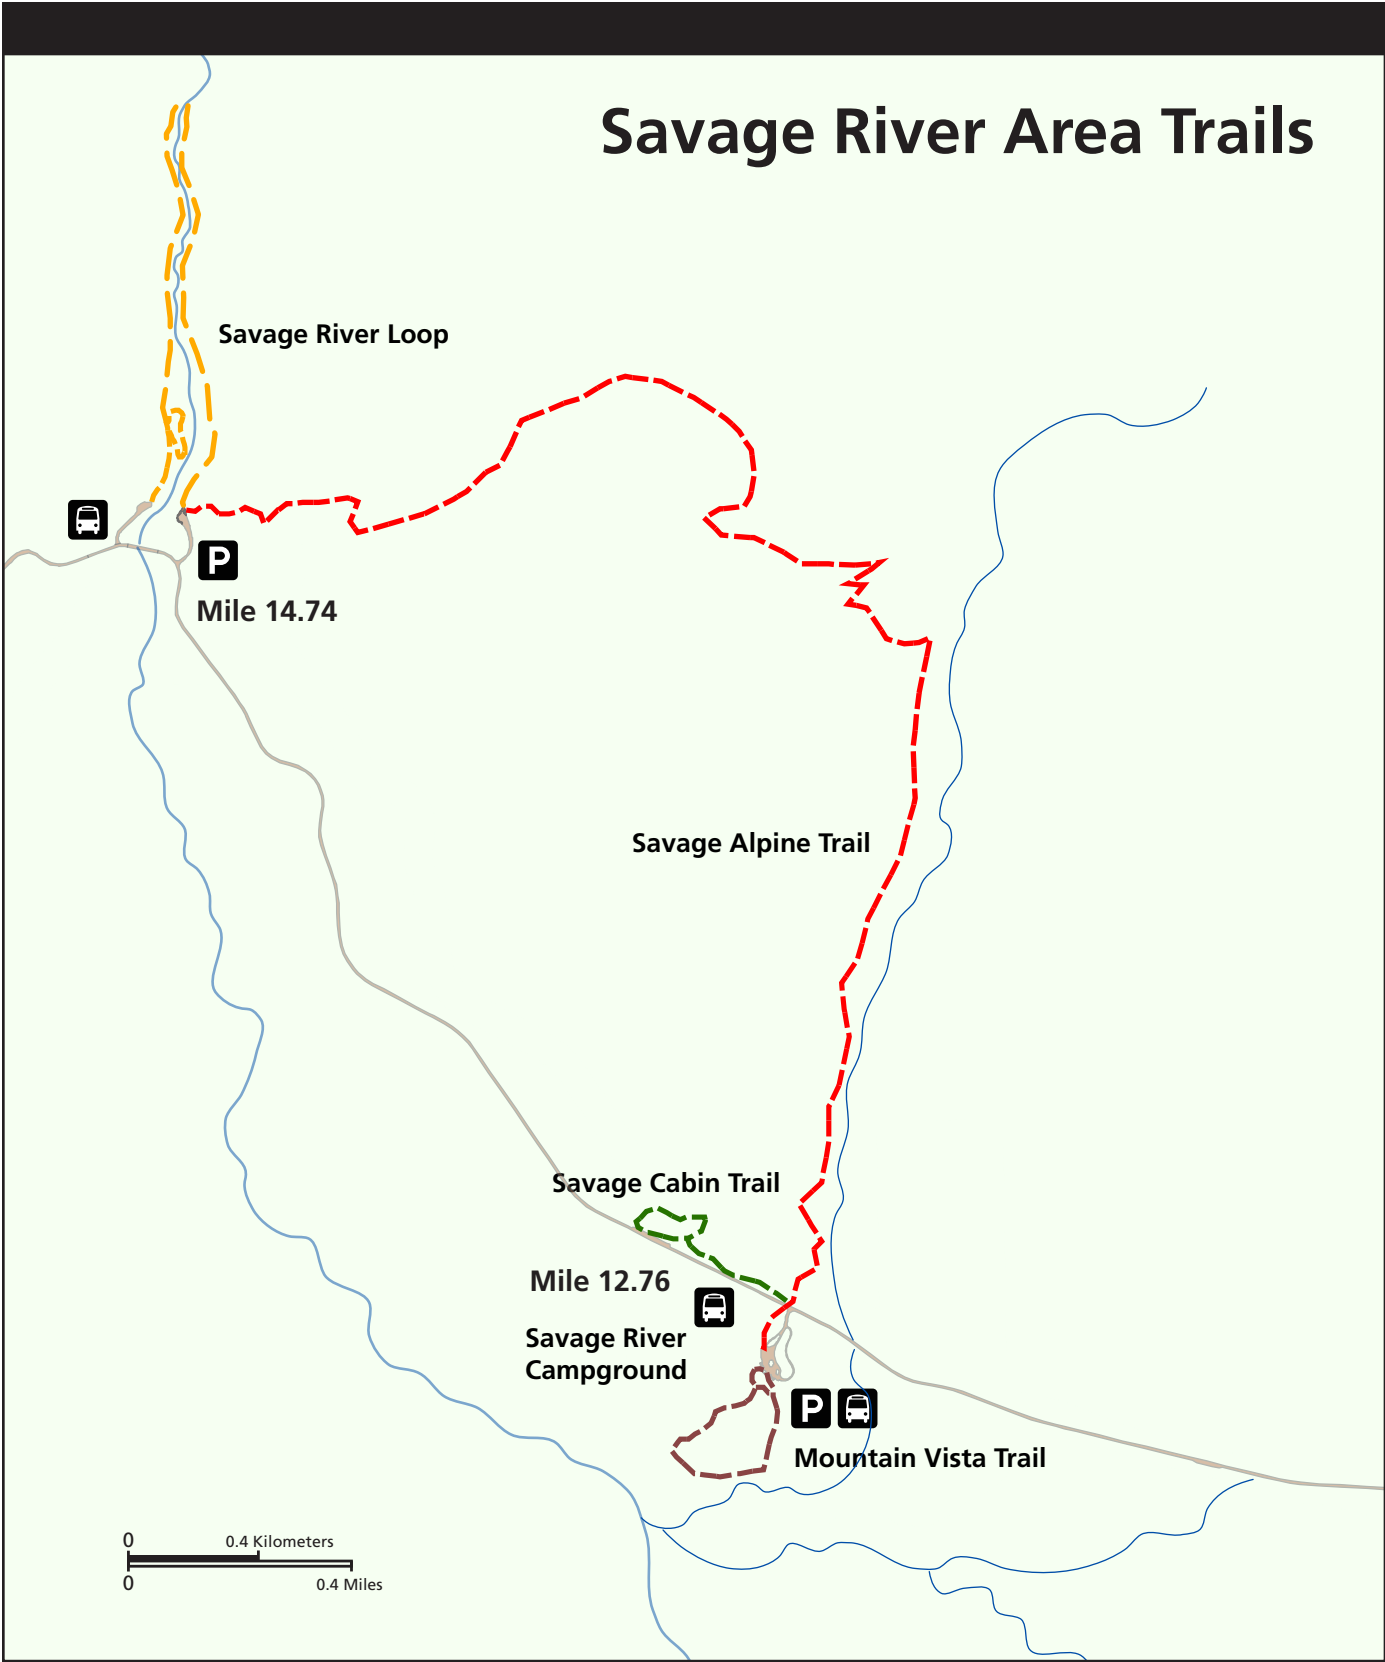 Savage River Area Trails
Savage River Loop
P
Mile 14.74
Savage Alpine Trail
Savage Cabin Trail
Mile 12.76
Savage River
Campground
P
Mountain Vista Trail
0 0.4 Kilometers
0 0.4 Miles